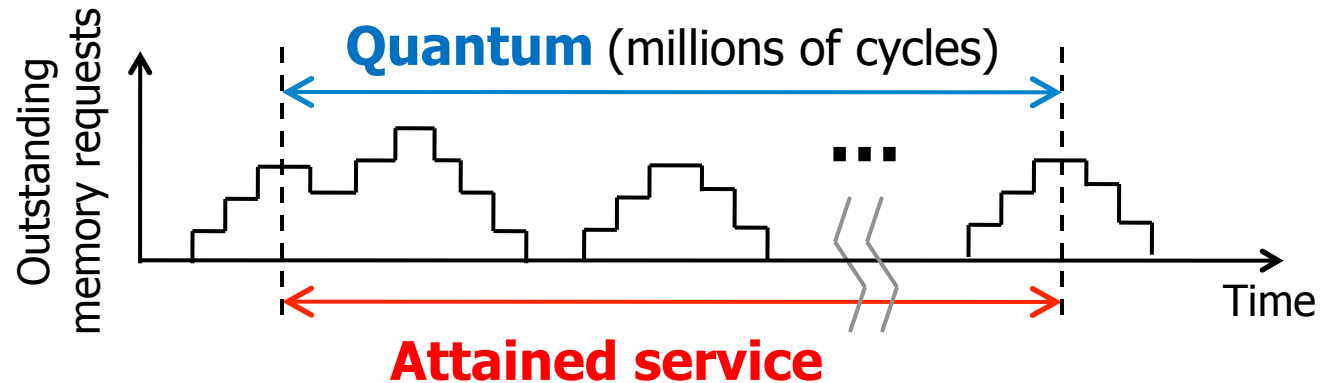 Outstanding
memory requests
Quantum (millions of cycles)
...
Time
Attained service